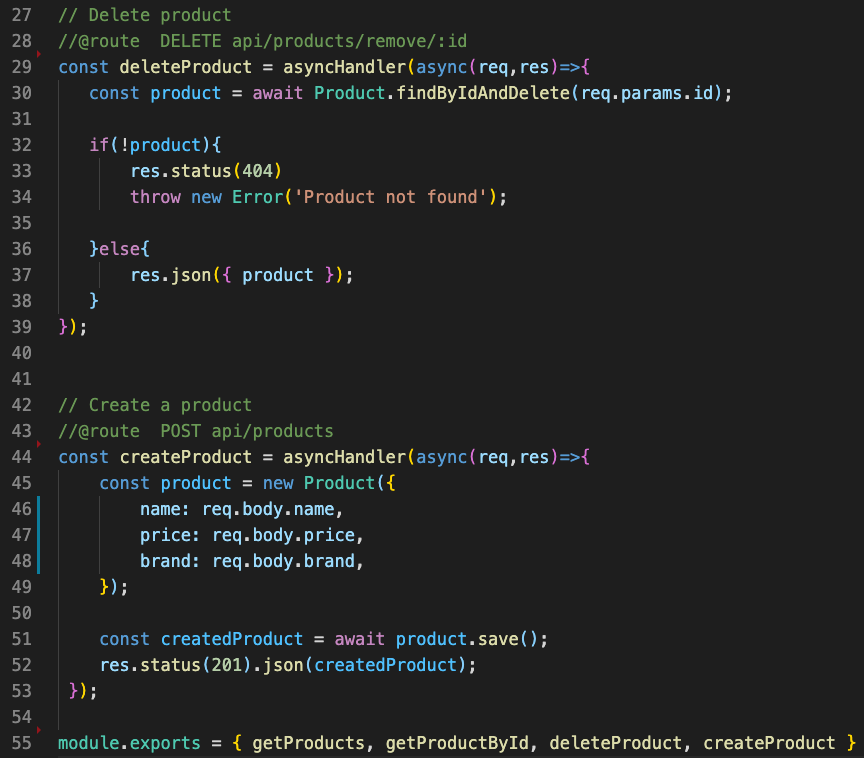 27 // Delete product
28 //@route  DELETE api/products/remove/:id
29 const deleteProduct = asyncHandler(async(req,res)=>{
30    const product = await Product.findByIdAndDelete(req.params.id);
31
32    if(!product){
33        res.status(404)
34        throw new Error('Product not found');
35
36    }else{
37        res.json({ product });
38    }
39 });
40
41
42 // Create a product
43 //@route  POST api/products
44 const createProduct = asyncHandler(async(req,res)=>{
45     const product = new Product({
46         name: req.body.name,
47         price: req.body.price,
48         brand: req.body.brand,
49     });
50
51     const createdProduct = await product.save();
52     res.status(201).json(createdProduct);
53  });
54
55 module.exports = { getProducts, getProductById, deleteProduct, createProduct }